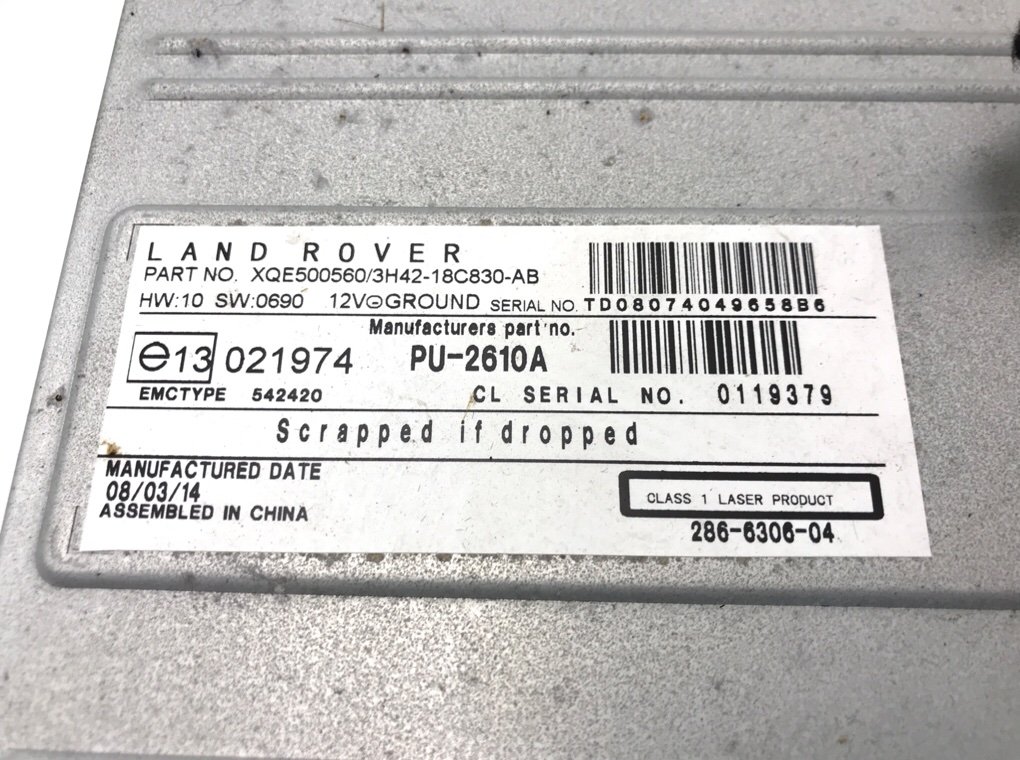 LAND ROVER
PART NO. XQE500560/3H42-18C830-AB
HW:10 SW:0690 12V⊝GROUND SERIAL NO. TD08074049658B6
Manufacturers part no.
e13 021974 PU-2610A
EMCTYPE 542420 CL SERIAL NO. 0119379
Scrapped if dropped
MANUFACTURED DATE
08/03/14
ASSEMBLED IN CHINA
CLASS 1 LASER PRODUCT
286-6306-04